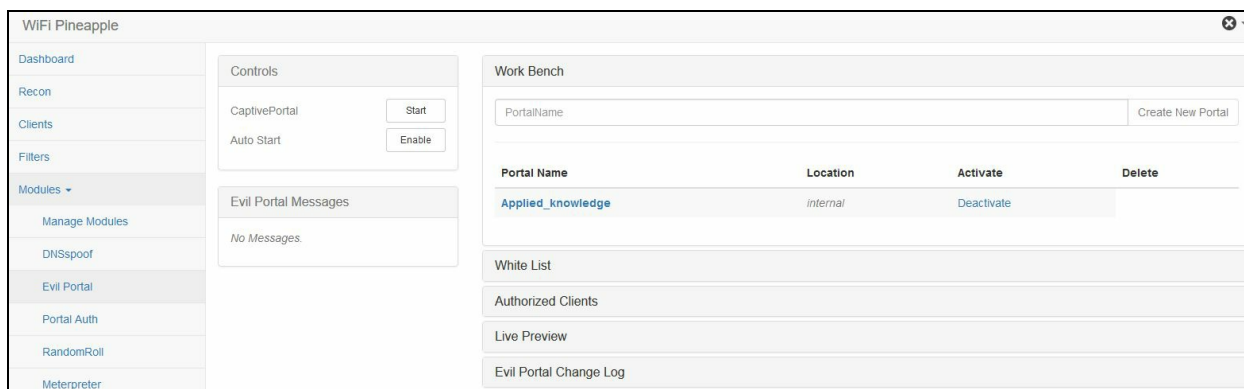 WiFi Pineapple
Dashboard
Recon
Clients
Filters
Modules
Manage Modules
DNSspoof
Evil Portal
Portal Auth
RandomRoll
Meterpreter
Controls
CaptivePortal Start
Auto Start Enable
Evil Portal Messages
No Messages.
Work Bench
PortalName Create New Portal
Portal Name Location Activate Delete
Applied_knowledge internal Deactivate
White List
Authorized Clients
Live Preview
Evil Portal Change Log